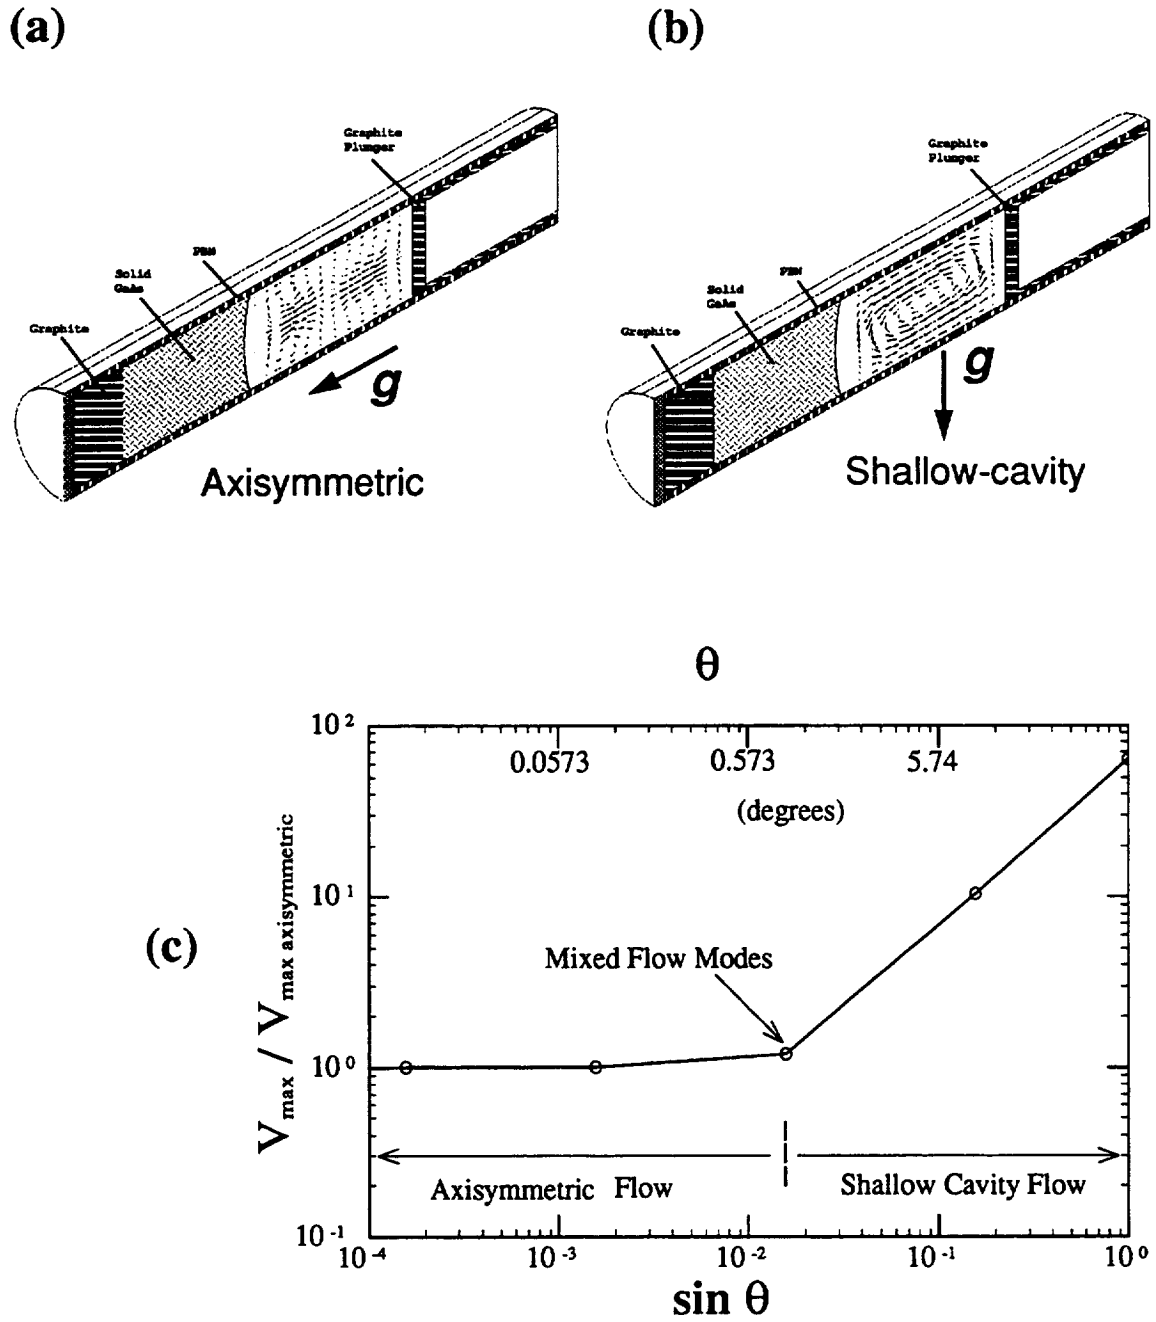 (a)
(b)
Graphite
Plunger
PBN
Solid
GaAs
Graphite
g
Axisymmetric
Graphite
Plunger
PBN
Solid
GaAs
Graphite
g
Shallow-cavity
(c)
θ
10²
0.0573 0.573 5.74
(degrees)
10¹
Mixed Flow Modes
10⁰
Axisymmetric Flow
Shallow Cavity Flow
10⁻¹
10⁻⁴ 10⁻³ 10⁻² 10⁻¹ 10⁰
sin θ
V max / V max axisymmetric